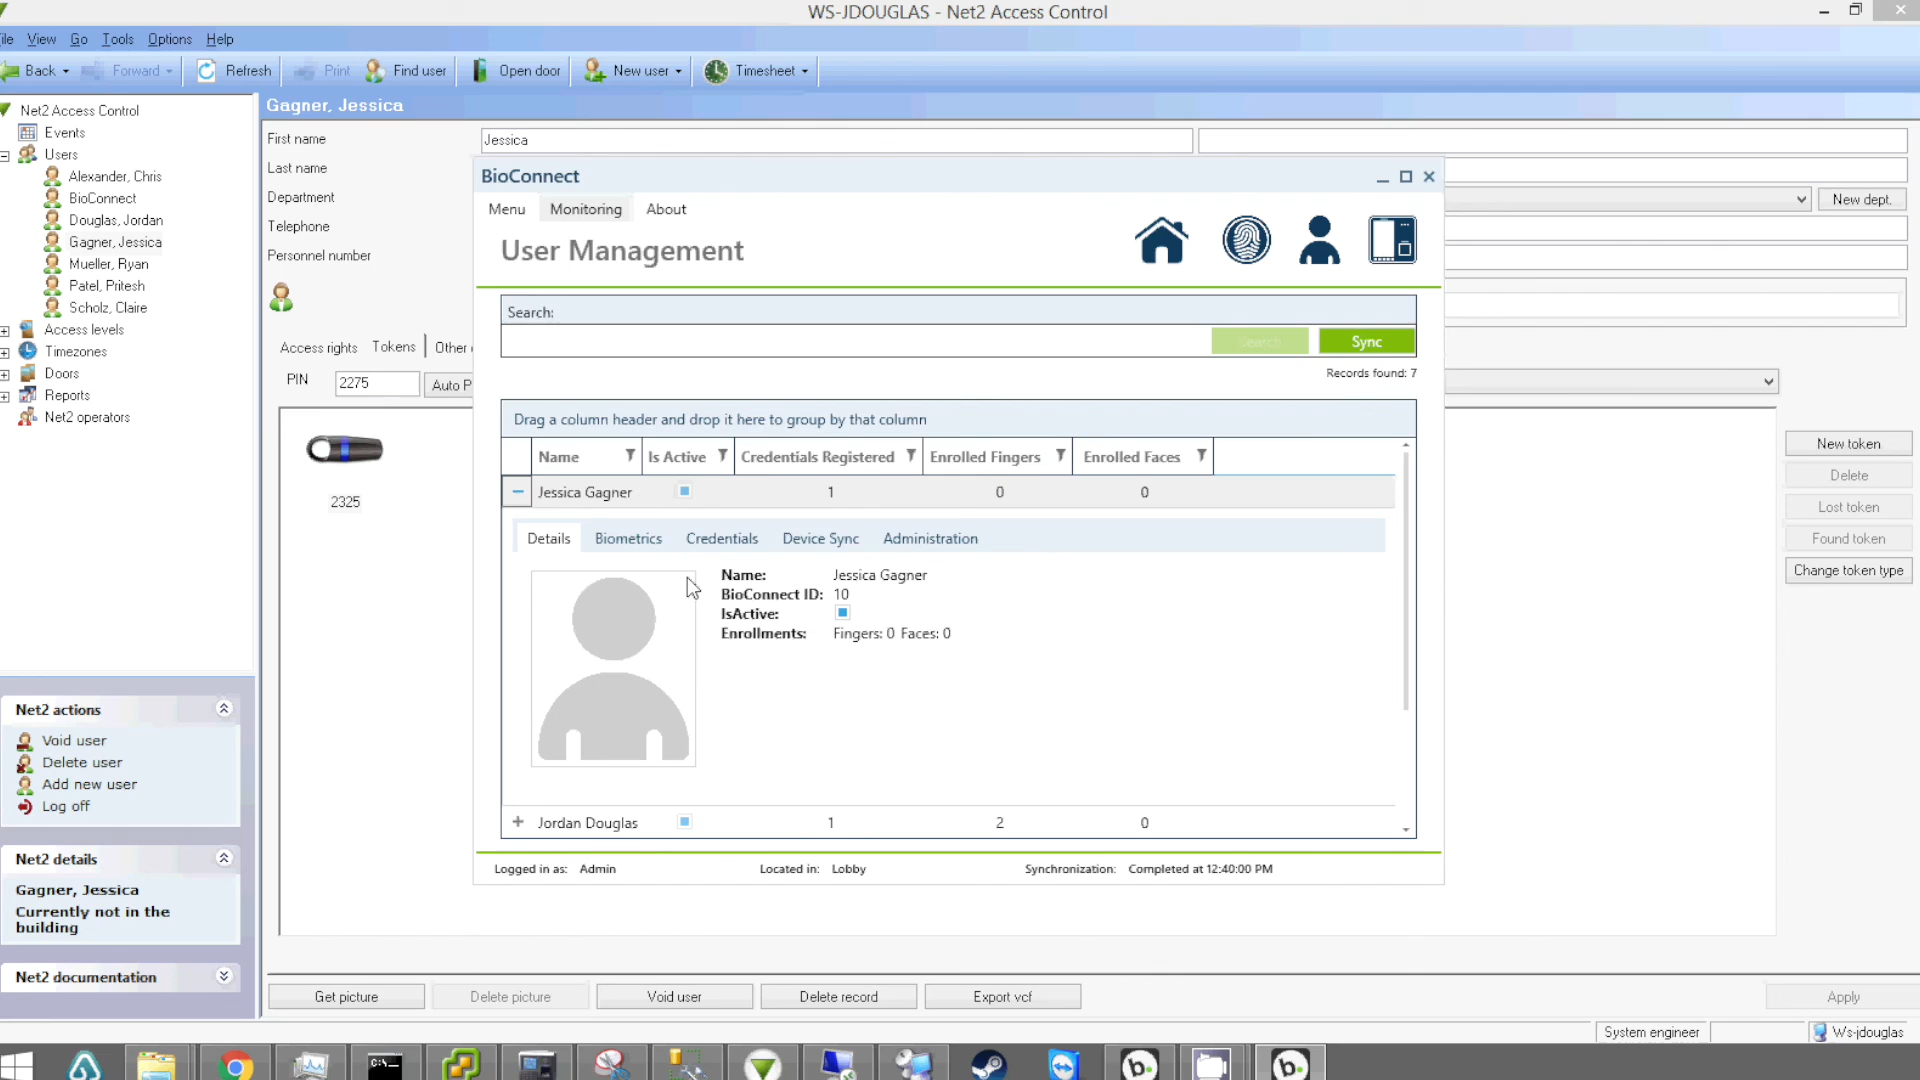 WS-JDOUGLAS - Net2 Access Control
ile View Go Tools Options Help
Back Forward Refresh Print Find user Open door New user Timesheet
Net2 Access Control
Events
Users
Alexander, Chris
BioConnect
Douglas, Jordan
Gagner, Jessica
Mueller, Ryan
Patel, Pritesh
Scholz, Claire
Access levels
Timezones
Doors
Reports
Net2 operators
Net2 actions
Void user
Delete user
Add new user
Log off
Net2 details
Gagner, Jessica
Currently not in the
building
Net2 documentation
Gagner, Jessica
First name Jessica
Last name
Department New dept.
Telephone
Personnel number
Access rights Tokens Other
PIN 2275 Auto P
2325
New token
Delete
Lost token
Found token
Change token type
BioConnect
Menu Monitoring About
User Management
Search:
Search Sync
Records found: 7
Drag a column header and drop it here to group by that column
Name Is Active Credentials Registered Enrolled Fingers Enrolled Faces
Jessica Gagner 1 0 0
Details Biometrics Credentials Device Sync Administration
Name: Jessica Gagner
BioConnect ID: 10
IsActive:
Enrollments: Fingers: 0 Faces: 0
Jordan Douglas 1 2 0
Logged in as: Admin Located in: Lobby Synchronization: Completed at 12:40:00 PM
Get picture Delete picture Void user Delete record Export vcf Apply
System engineer Ws-jdouglas
C:\_
b. b.